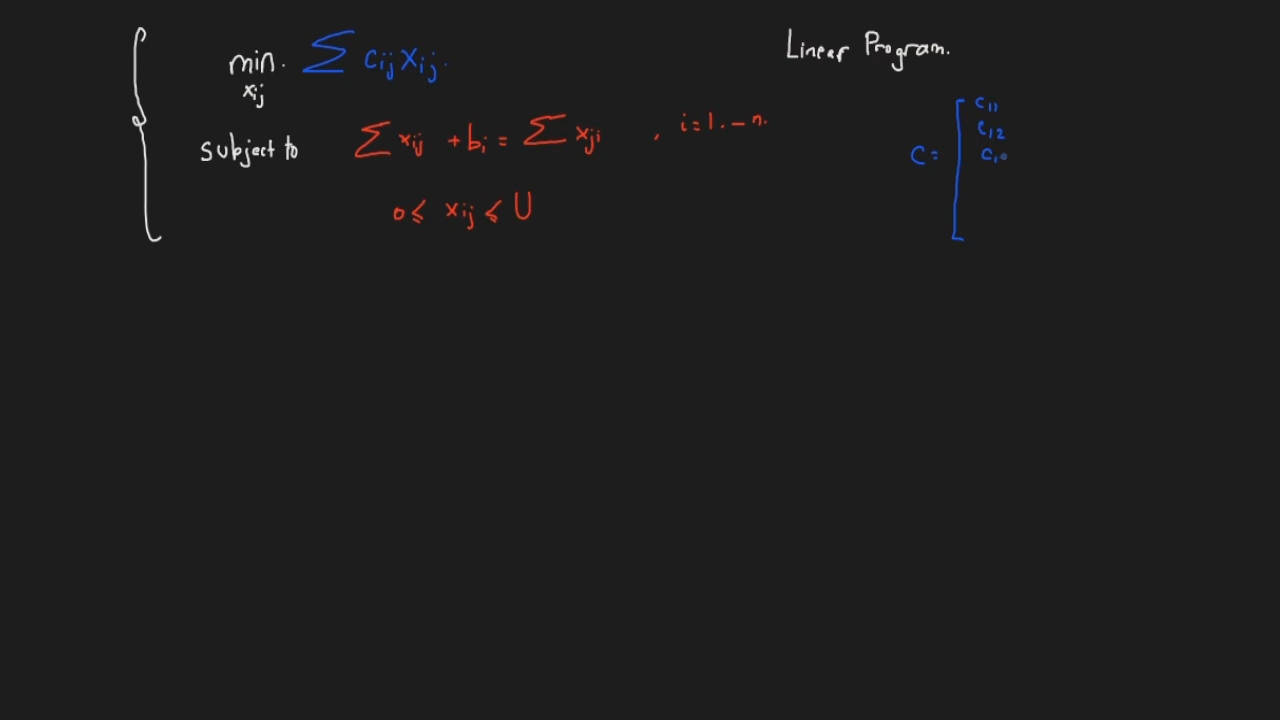 min. ∑ cij xij.
xij
Linear Program.
subject to ∑ xij + bi = ∑ xji , i=1.-n.
0 ≤ xij ≤ U
C = [ c11
c12